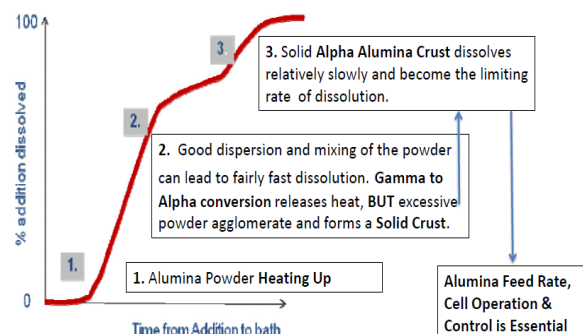 100
% addition dissolved
0
1.
2.
3.
3. Solid Alpha Alumina Crust dissolves
relatively slowly and become the limiting
rate of dissolution.
2. Good dispersion and mixing of the powder
can lead to fairly fast dissolution. Gamma to
Alpha conversion releases heat, BUT excessive
powder agglomerate and forms a Solid Crust.
1. Alumina Powder Heating Up
Alumina Feed Rate,
Cell Operation &
Control is Essential
Time from Addition to bath